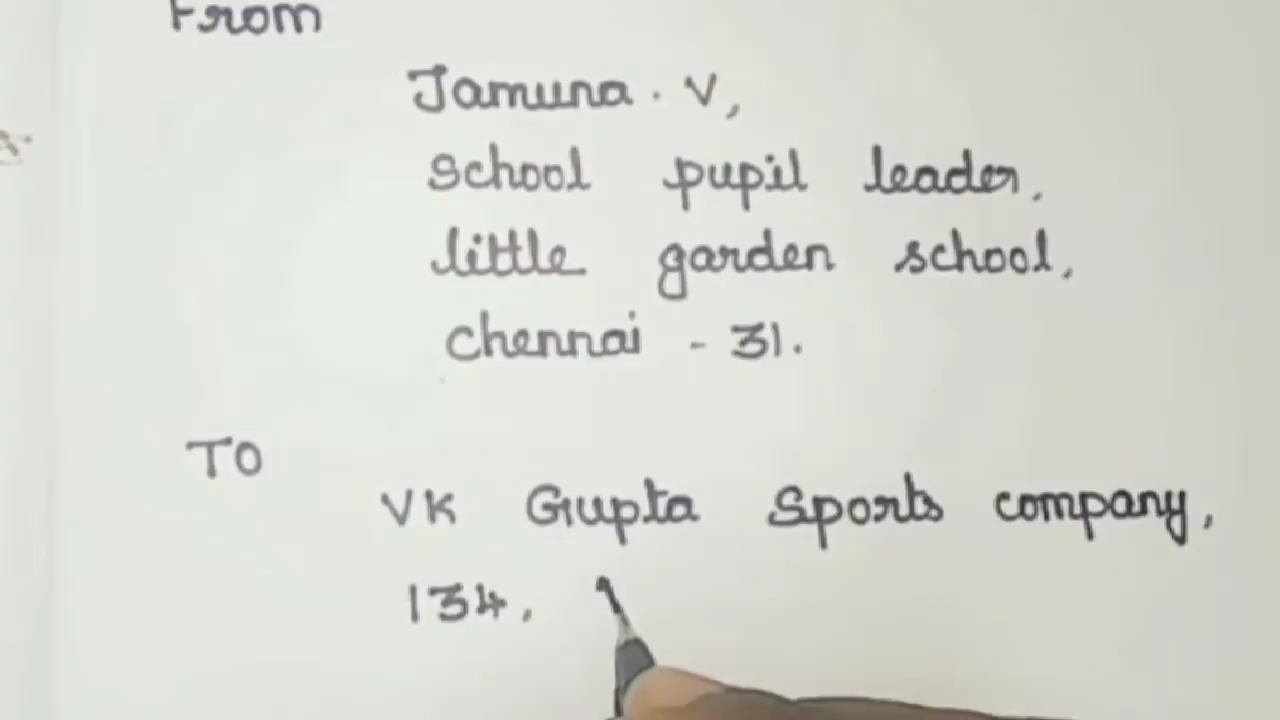 From
Jamuna. V,
school pupil leader,
little garden school,
chennai - 31.
TO
VK Gupta Sports company,
134,